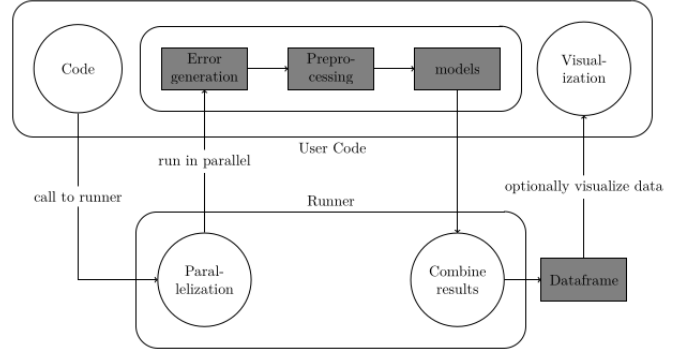 Code
Error
generation
Prepro-
cessing
models
Visual-
ization
User Code
run in parallel
call to runner
optionally visualize data
Runner
Paral-
lelization
Combine
results
Dataframe